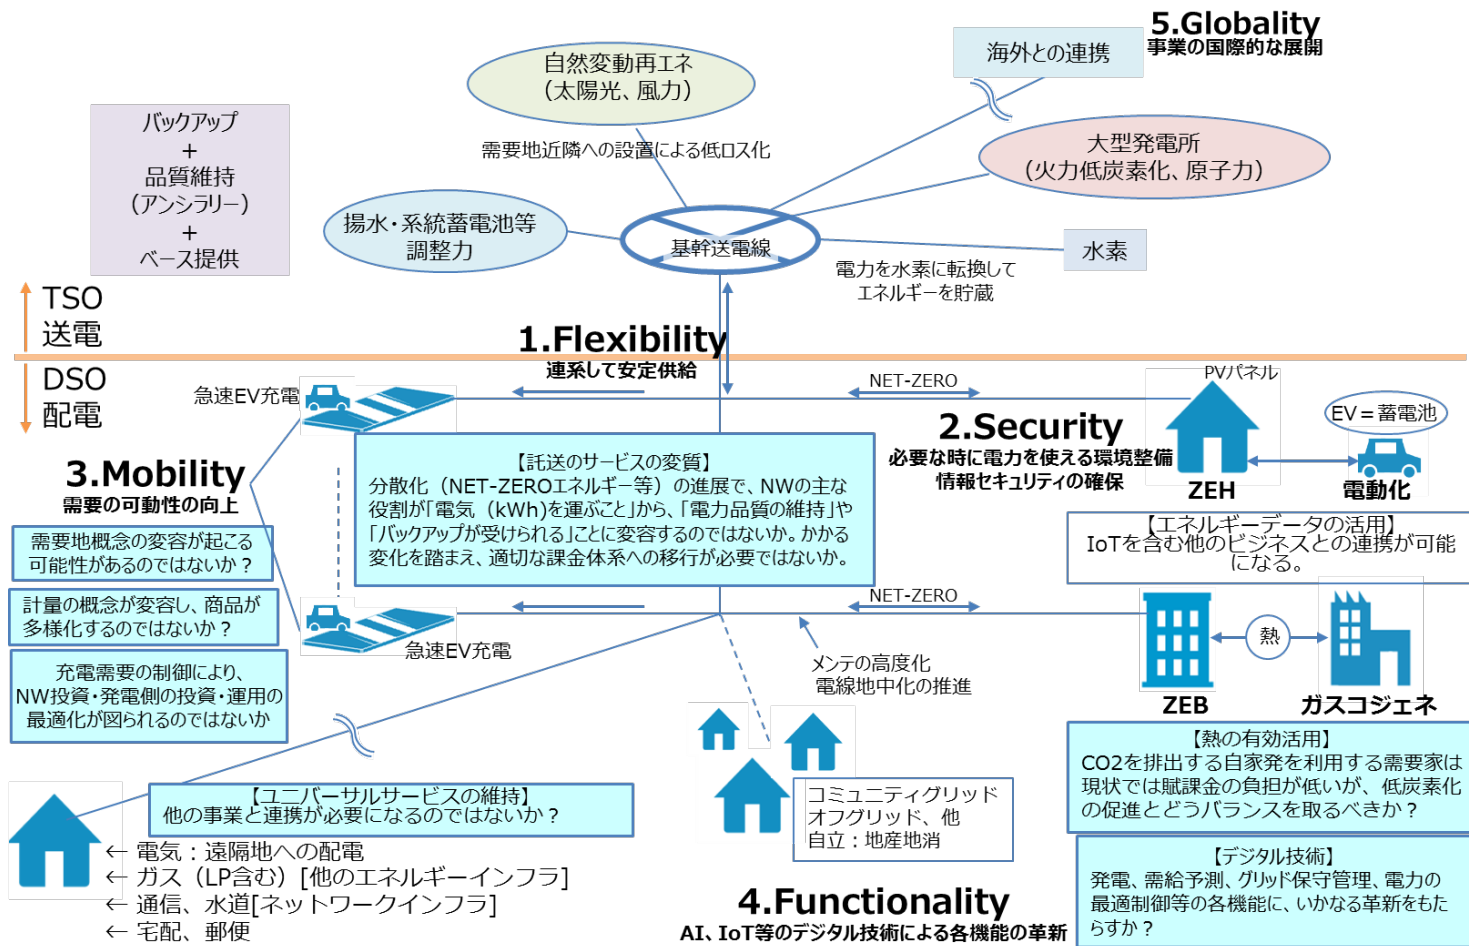 5.Globality
事業の国際的な展開
海外との連携
自然変動再エネ
（太陽光、風力）
需要地近隣への設置による低ロス化
大型発電所
（火力低炭素化、原子力）
バックアップ
+
品質維持
（アンシラリー）
+
ベース提供
揚水・系統蓄電池等
調整力
基幹送電線
水素
電力を水素に転換して
エネルギーを貯蔵
TSO
送電
1.Flexibility
連系して安定供給
DSO
配電
急速EV充電
NET-ZERO
PVパネル
EV＝蓄電池
2.Security
必要な時に電力を使える環境整備
情報セキュリティの確保
ZEH
電動化
3.Mobility
需要の可動性の向上
【託送のサービスの変質】
分散化（NET-ZEROエネルギー等）の進展で、NWの主な
役割が「電気（kWh)を運ぶこと」から、「電力品質の維持」や
「バックアップが受けられる」ことに変容するのではないか。かかる
変化を踏まえ、適切な課金体系への移行が必要ではないか。
【エネルギーデータの活用】
IoTを含む他のビジネスとの連携が可能
になる。
需要地概念の変容が起こる
可能性があるのではないか？
計量の概念が変容し、商品が
多様化するのではないか？
充電需要の制御により、
NW投資・発電側の投資・運用の
最適化が図られるのではないか
急速EV充電
NET-ZERO
メンテの高度化
電線地中化の推進
熱
ZEB
ガスコジェネ
【熱の有効活用】
CO2を排出する自家発を利用する需要家は
現状では賦課金の負担が低いが、低炭素化
の促進とどうバランスを取るべきか？
【ユニバーサルサービスの維持】
他の事業と連携が必要になるのではないか？
コミュニティグリッド
オフグリッド、他
自立：地産地消
← 電気：遠隔地への配電
← ガス（LP含む）[他のエネルギーインフラ]
← 通信、水道[ネットワークインフラ]
← 宅配、郵便
4.Functionality
AI、IoT等のデジタル技術による各機能の革新
【デジタル技術】
発電、需給予測、グリッド保守管理、電力の
最適制御等の各機能に、いかなる革新をもた
らすか？